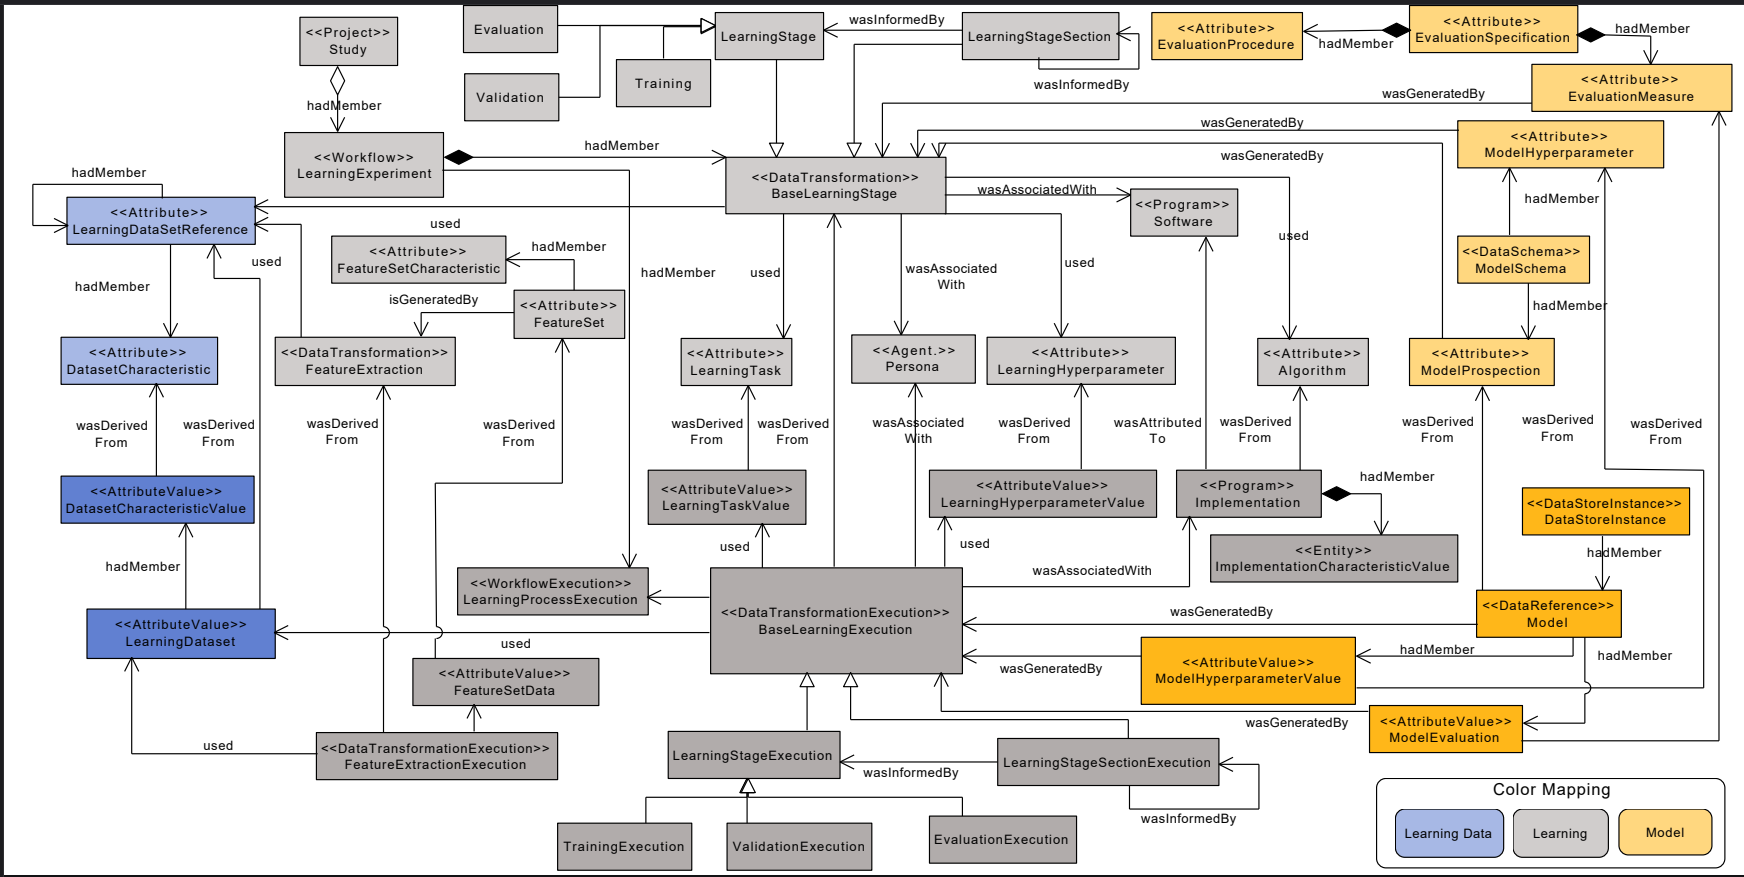 Evaluation
Validation
Training
LearningStage
wasInformedBy
LearningStageSection
wasInformedBy
<<Attribute>>
EvaluationProcedure
hadMember
<<Attribute>>
EvaluationSpecification
hadMember
<<Attribute>>
EvaluationMeasure
wasGeneratedBy
<<Project>>
Study
hadMember
<<Workflow>>
LearningExperiment
hadMember
wasGeneratedBy
<<Attribute>>
ModelHyperparameter
wasGeneratedBy
hadMember
<<DataTransformation>>
BaseLearningStage
wasAssociatedWith
<<Program>>
Software
hadMember
<<Attribute>>
LearningDataSetReference
used
used
<<Attribute>>
FeatureSetCharacteristic
hadMember
isGeneratedBy
<<Attribute>>
FeatureSet
hadMember
used
wasAssociated
With
used
used
<<DataSchema>>
ModelSchema
hadMember
hadMember
<<Attribute>>
DatasetCharacteristic
<<DataTransformation>>
FeatureExtraction
<<Attribute>>
LearningTask
<<Agent.>>
Persona
<<Attribute>>
LearningHyperparameter
<<Attribute>>
Algorithm
<<Attribute>>
ModelProspection
wasDerived
From
wasDerived
From
wasDerived
From
wasDerived
From
wasDerived
From
wasDerived
From
wasAssociated
With
wasDerived
From
wasAttributed
To
wasDerived
From
wasDerived
From
wasDerived
From
wasDerived
From
<<AttributeValue>>
DatasetCharacteristicValue
<<AttributeValue>>
LearningTaskValue
<<AttributeValue>>
LearningHyperparameterValue
<<Program>>
Implementation
hadMember
<<DataStoreInstance>>
DataStoreInstance
hadMember
<<Entity>>
ImplementationCharacteristicValue
hadMember
used
used
wasAssociatedWith
<<WorkflowExecution>>
LearningProcessExecution
<<DataTransformationExecution>>
BaseLearningExecution
wasGeneratedBy
<<DataReference>>
Model
<<AttributeValue>>
LearningDataset
used
hadMember
hadMember
wasGeneratedBy
<<AttributeValue>>
ModelHyperparameterValue
<<AttributeValue>>
FeatureSetData
wasGeneratedBy
<<AttributeValue>>
ModelEvaluation
used
<<DataTransformationExecution>>
FeatureExtractionExecution
LearningStageExecution
wasInformedBy
LearningStageSectionExecution
wasInformedBy
TrainingExecution
ValidationExecution
EvaluationExecution
Color Mapping
Learning Data
Learning
Model